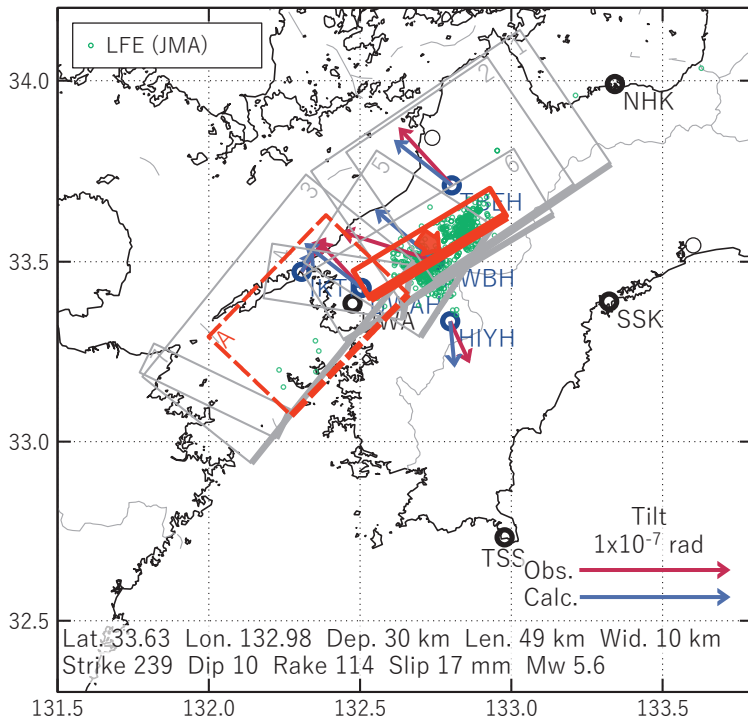 LFE (JMA)
34.0
33.5
33.0
32.5
131.5
132.0
132.5
133.0
133.5
1
2
3
5
6
A
NHK
TBEH
WBH
SSK
HIYH
TSS
Tilt
1x10⁻⁷ rad
Obs.
Calc.
Lat. 33.63 Lon. 132.98 Dep. 30 km Len. 49 km Wid. 10 km
Strike 239 Dip 10 Rake 114 Slip 17 mm Mw 5.6